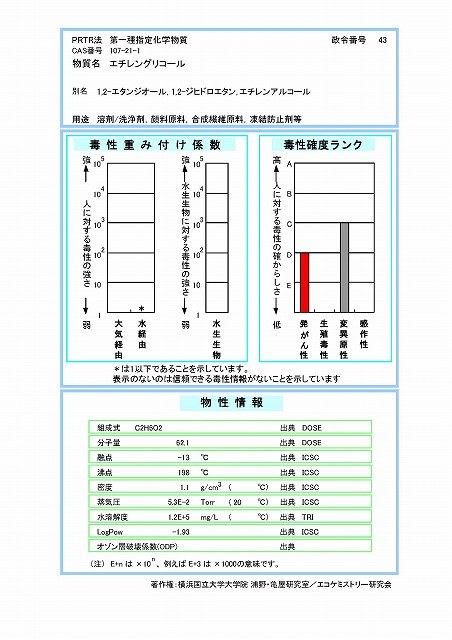 PRTR法 第一種指定化学物質 政令番号 43
CAS番号 107-21-1
物質名 エチレングリコール
別名 1,2-エタンジオール，1,2-ジヒドロエタン，エチレンアルコール
用途 溶剤/洗浄剤，顔料原料，合成繊維原料，凍結防止剤等
毒性重み付け係数
強 人に対する毒性の強さ 弱
10^5
10^4
10^3
10^2
10
1
*
大気経由 水経由
強 水生生物に対する毒性の強さ 弱
10^5
10^4
10^3
10^2
10
1
水生生物
毒性確度ランク
高 人に対する毒性の確からしさ 低
A
B
C
D
E
発がん性 生殖毒性 変異原性 感作性
＊は1以下であることを示しています。
表示のないのは信頼できる毒性情報がないことを示しています
物性情報
組成式 C2H6O2 出典 DOSE
分子量 62.1 出典 DOSE
融点 -13 ℃ 出典 ICSC
沸点 198 ℃ 出典 ICSC
密度 1.1 g/cm^3 ( ℃) 出典 ICSC
蒸気圧 5.3E-2 Torr (20 ℃) 出典 ICSC
水溶解度 1.2E+5 mg/L ( ℃) 出典 TRI
LogPow -1.93 出典 ICSC
オゾン層破壊係数(ODP) 出典
(注) E+n は ×10^n、例えば E+3 は ×1000の意味です。
著作権：横浜国立大学大学院 浦野・亀屋研究室／エコケミストリー研究会